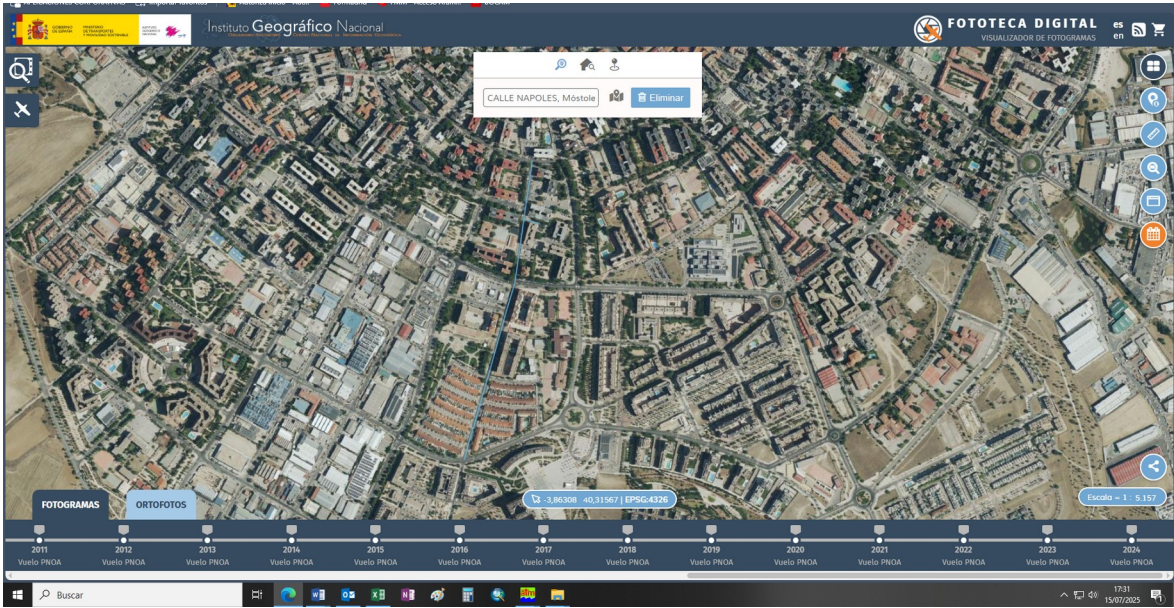 GOBIERNO DE ESPAÑA
MINISTERIO DE TRANSPORTES Y MOVILIDAD SOSTENIBLE
Instituto Geográfico Nacional
FOTOTECA DIGITAL
VISUALIZADOR DE FOTOGRAMAS
es
en
CALLE NAPOLES, Móstole
Eliminar
-3,86308 40,31567 | EPSG:4326
Escala = 1 : 5.157
FOTOGRAMAS
ORTOFOTOS
2011 2012 2013 2014 2015 2016 2017 2018 2019 2020 2021 2022 2023 2024
Vuelo PNOA Vuelo PNOA Vuelo PNOA Vuelo PNOA Vuelo PNOA Vuelo PNOA Vuelo PNOA Vuelo PNOA Vuelo PNOA Vuelo PNOA Vuelo PNOA Vuelo PNOA Vuelo PNOA Vuelo PNOA
Buscar
17:31
15/07/2025